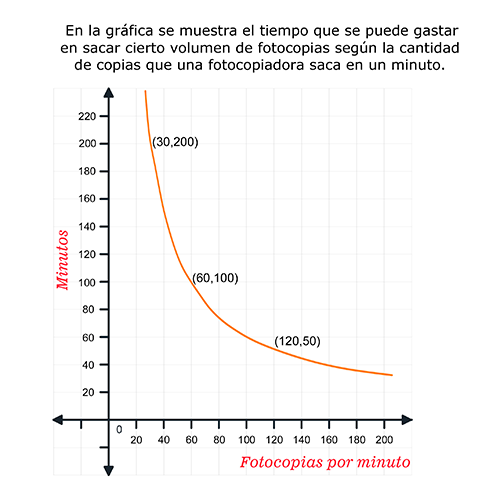 En la gráfica se muestra el tiempo que se puede gastar
en sacar cierto volumen de fotocopias según la cantidad
de copias que una fotocopiadora saca en un minuto.
220
200
180
160
140
120
100
80
60
40
20
Minutos
(30,200)
(60,100)
(120,50)
0
20 40 60 80 100 120 140 160 180 200
Fotocopias por minuto